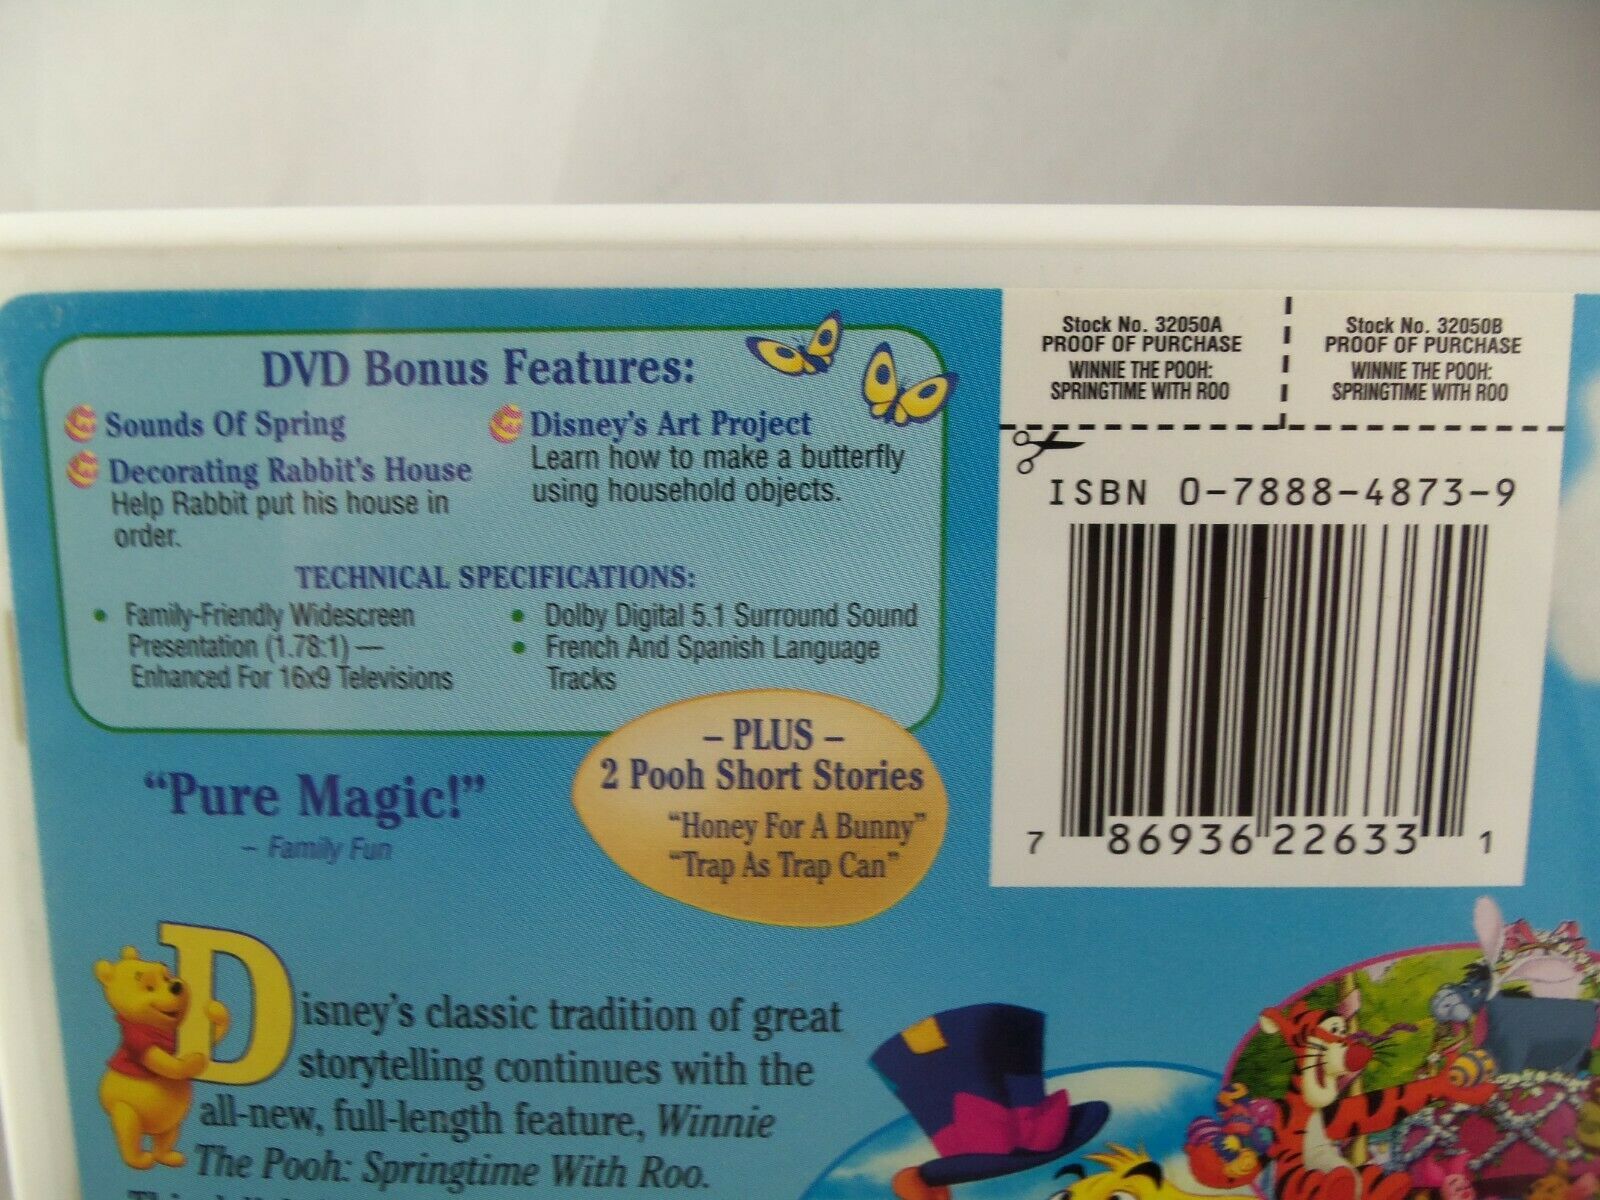 DVD Bonus Features:
Sounds Of Spring
Decorating Rabbit's House
Help Rabbit put his house in
order.
Disney's Art Project
Learn how to make a butterfly
using household objects.
TECHNICAL SPECIFICATIONS:
• Family-Friendly Widescreen
Presentation (1.78:1) —
Enhanced For 16x9 Televisions
• Dolby Digital 5.1 Surround Sound
• French And Spanish Language
Tracks
– PLUS –
2 Pooh Short Stories
"Honey For A Bunny"
"Trap As Trap Can"
"Pure Magic!"
– Family Fun
Disney's classic tradition of great
storytelling continues with the
all-new, full-length feature, Winnie
The Pooh: Springtime With Roo.
Stock No. 32050A
PROOF OF PURCHASE
WINNIE THE POOH:
SPRINGTIME WITH ROO
Stock No. 32050B
PROOF OF PURCHASE
WINNIE THE POOH:
SPRINGTIME WITH ROO
ISBN 0-7888-4873-9
7 86936 22633 1